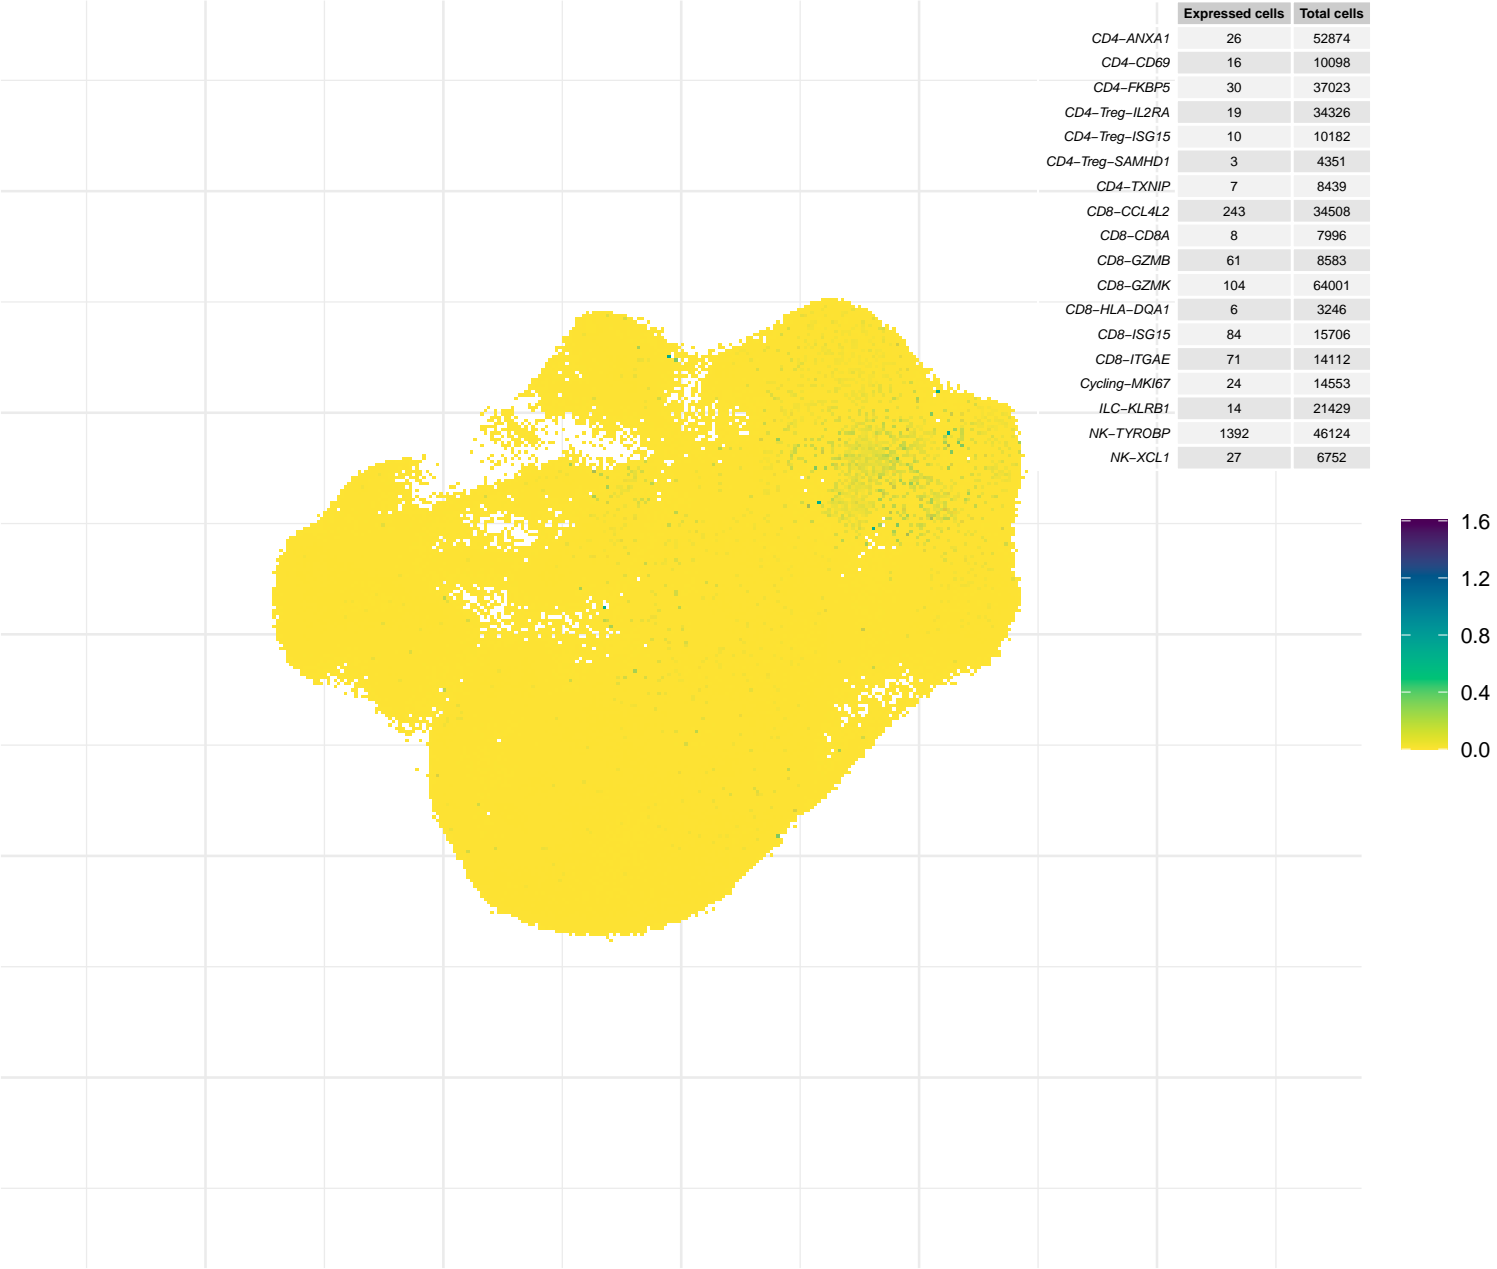 Expressed cells Total cells
CD4−ANXA1 26 52874
CD4−CD69 16 10098
CD4−FKBP5 30 37023
CD4−Treg−IL2RA 19 34326
CD4−Treg−ISG15 10 10182
CD4−Treg−SAMHD1 3 4351
CD4−TXNIP 7 8439
CD8−CCL4L2 243 34508
CD8−CD8A 8 7996
CD8−GZMB 61 8583
CD8−GZMK 104 64001
CD8−HLA−DQA1 6 3246
CD8−ISG15 84 15706
CD8−ITGAE 71 14112
Cycling−MKI67 24 14553
ILC−KLRB1 14 21429
NK−TYROBP 1392 46124
NK−XCL1 27 6752
1.6
1.2
0.8
0.4
0.0